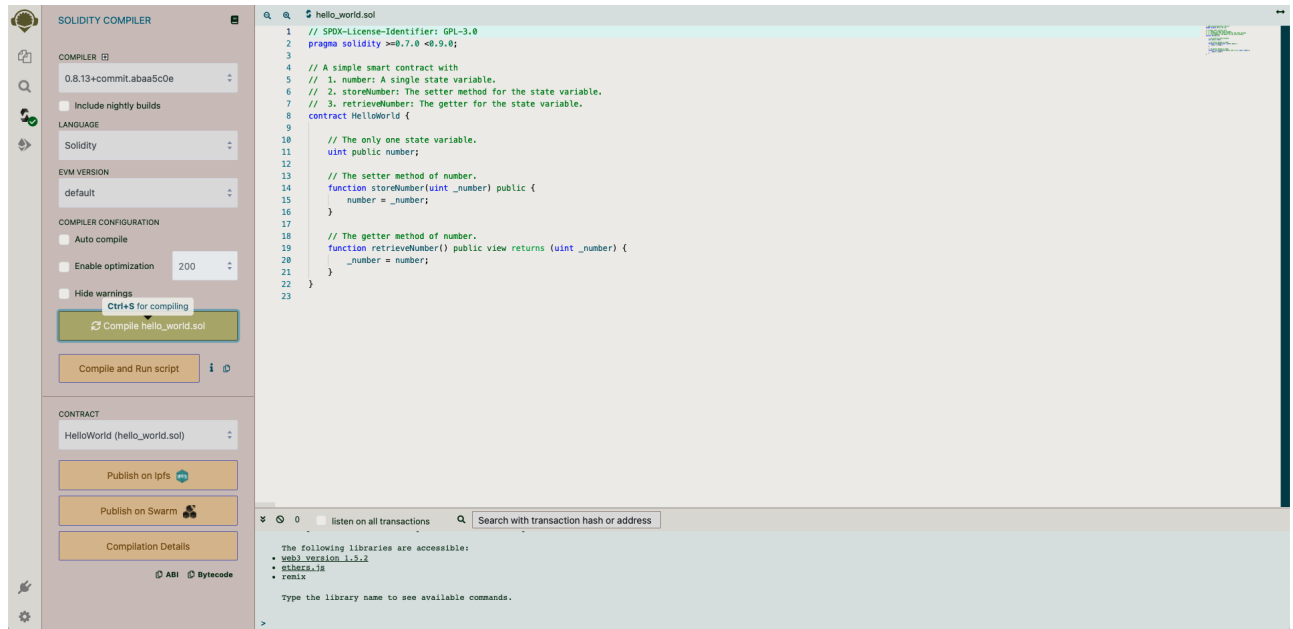 SOLIDITY COMPILER
COMPILER
0.8.13+commit.abaa5c0e
Include nightly builds
LANGUAGE
Solidity
EVM VERSION
default
COMPILER CONFIGURATION
Auto compile
Enable optimization 200
Hide warnings
Ctrl+S for compiling
Compile hello_world.sol
Compile and Run script i
CONTRACT
HelloWorld (hello_world.sol)
Publish on Ipfs
Publish on Swarm
Compilation Details
ABI Bytecode
hello_world.sol
1 // SPDX-License-Identifier: GPL-3.0
2 pragma solidity >=0.7.0 <0.9.0;
3
4 // A simple smart contract with
5 //  1. number: A single state variable.
6 //  2. storeNumber: The setter method for the state variable.
7 //  3. retrieveNumber: The getter for the state variable.
8 contract HelloWorld {
9
10     // The only one state variable.
11     uint public number;
12
13     // The setter method of number.
14     function storeNumber(uint _number) public {
15         number = _number;
16     }
17
18     // The getter method of number.
19     function retrieveNumber() public view returns (uint _number) {
20         _number = number;
21     }
22 }
23
0 listen on all transactions Search with transaction hash or address
The following libraries are accessible:
• web3 version 1.5.2
• ethers.js
• remix
Type the library name to see available commands.
>